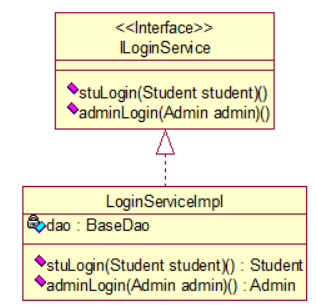 <<Interface>>
ILoginService
stuLogin(Student student)()
adminLogin(Admin admin)()
LoginServiceImpl
dao : BaseDao
stuLogin(Student student)() : Student
adminLogin(Admin admin)() : Admin